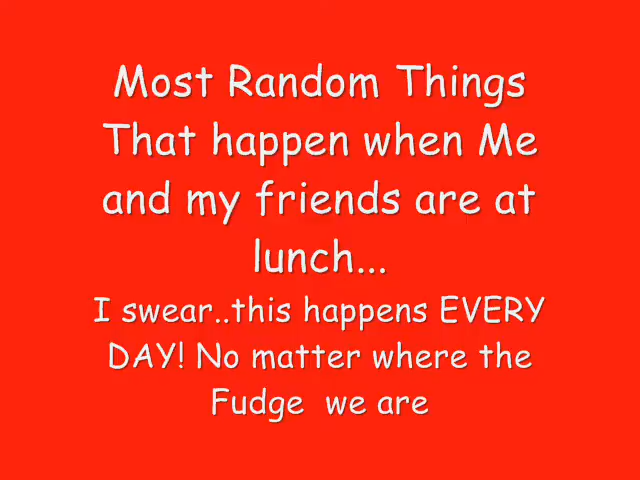 Most Random Things
That happen when Me
and my friends are at
lunch...
I swear..this happens EVERY
DAY! No matter where the
Fudge  we are